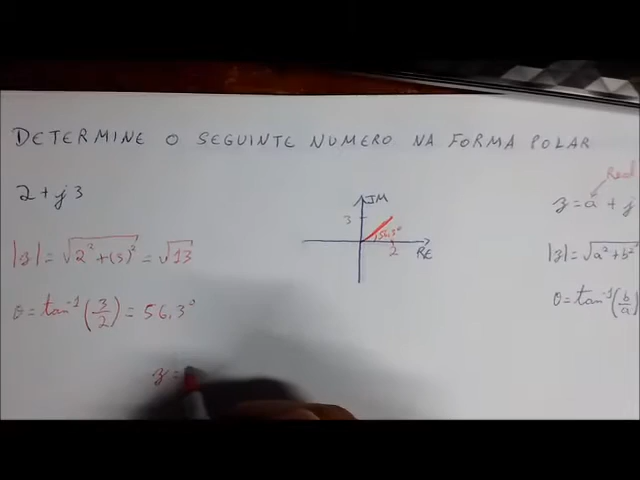 DETERMINE O SEGUINTE NUMERO NA FORMA POLAR
2 + j3
|z| = √(2² + (3)²) = √13
θ = tan⁻¹(3/2) = 56,3°
z =
IM
3
56,3°
2
RE
Real
z = a + j
|z| = √(a² + b²
θ = tan⁻¹(b/a)